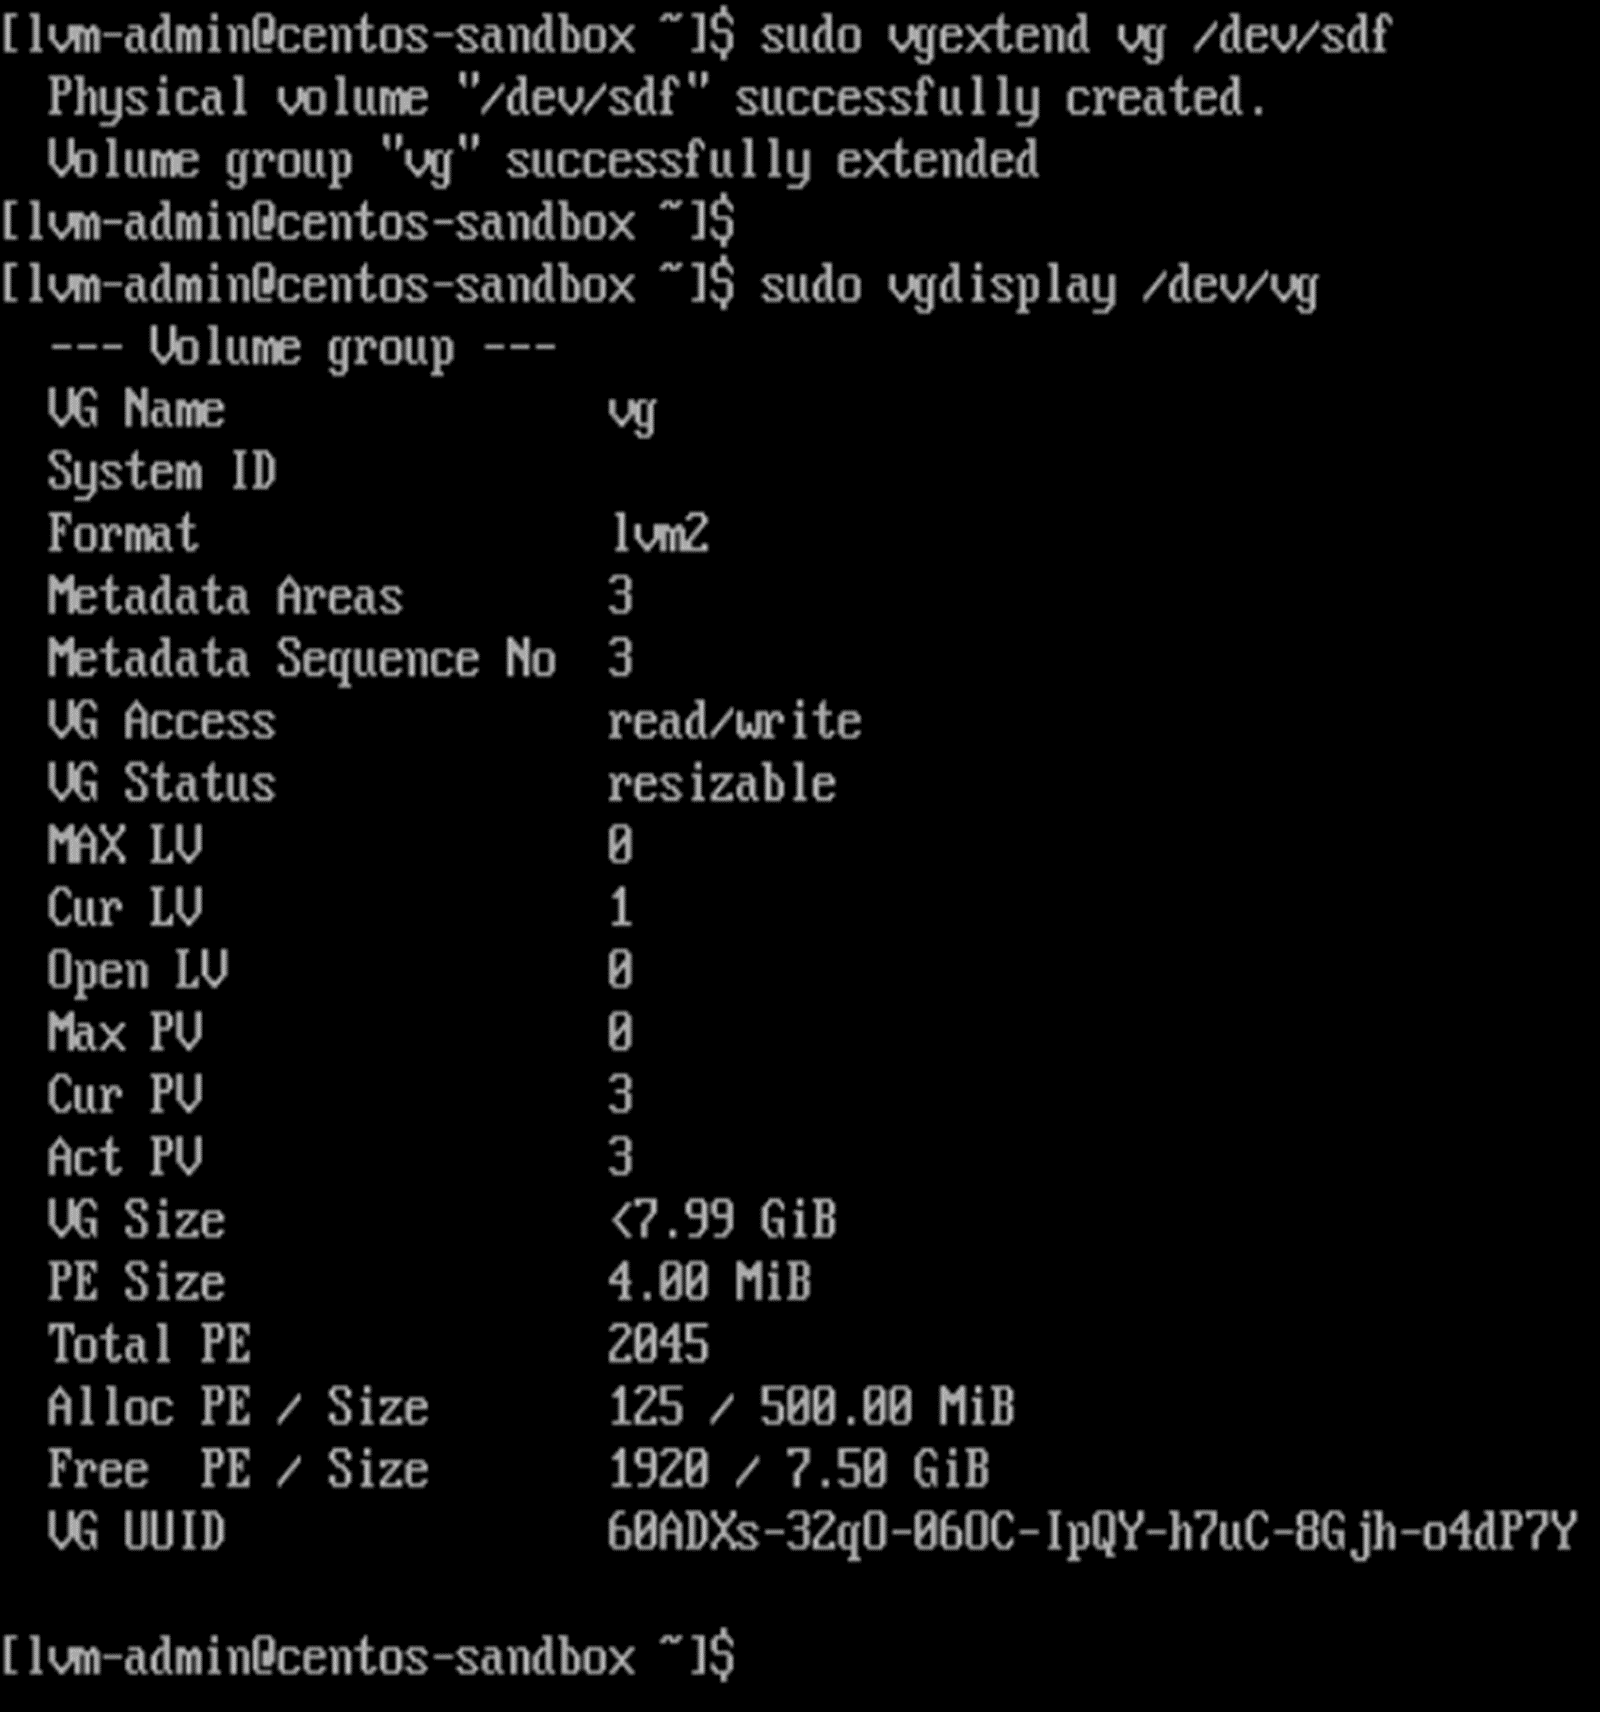 [lvm-admin@centos-sandbox ~]$ sudo vgextend vg /dev/sdf
  Physical volume "/dev/sdf" successfully created.
  Volume group "vg" successfully extended
[lvm-admin@centos-sandbox ~]$
[lvm-admin@centos-sandbox ~]$ sudo vgdisplay /dev/vg
  --- Volume group ---
  VG Name               vg
  System ID
  Format                lvm2
  Metadata Areas        3
  Metadata Sequence No  3
  VG Access             read/write
  VG Status             resizable
  MAX LV                0
  Cur LV                1
  Open LV               0
  Max PV                0
  Cur PV                3
  Act PV                3
  VG Size               <7.99 GiB
  PE Size               4.00 MiB
  Total PE              2045
  Alloc PE / Size       125 / 500.00 MiB
  Free  PE / Size       1920 / 7.50 GiB
  VG UUID               60ADXs-32qO-06OC-IpQY-h7uC-8Gjh-o4dP7Y
[lvm-admin@centos-sandbox ~]$